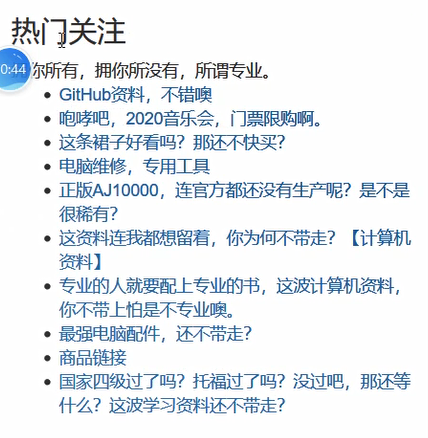 热门关注
0:44
你所有，拥你所没有，所谓专业。
GitHub资料，不错噢
咆哮吧，2020音乐会，门票限购啊。
这条裙子好看吗？那还不快买？
电脑维修，专用工具
正版AJ10000，连官方都还没有生产呢？是不是
很稀有？
这资料连我都想留着，你为何不带走？【计算机
资料】
专业的人就要配上专业的书，这波计算机资料，
你不带上怕是不专业噢。
最强电脑配件，还不带走？
商品链接
国家四级过了吗？托福过了吗？没过吧，那还等
什么？这波学习资料还不带走？